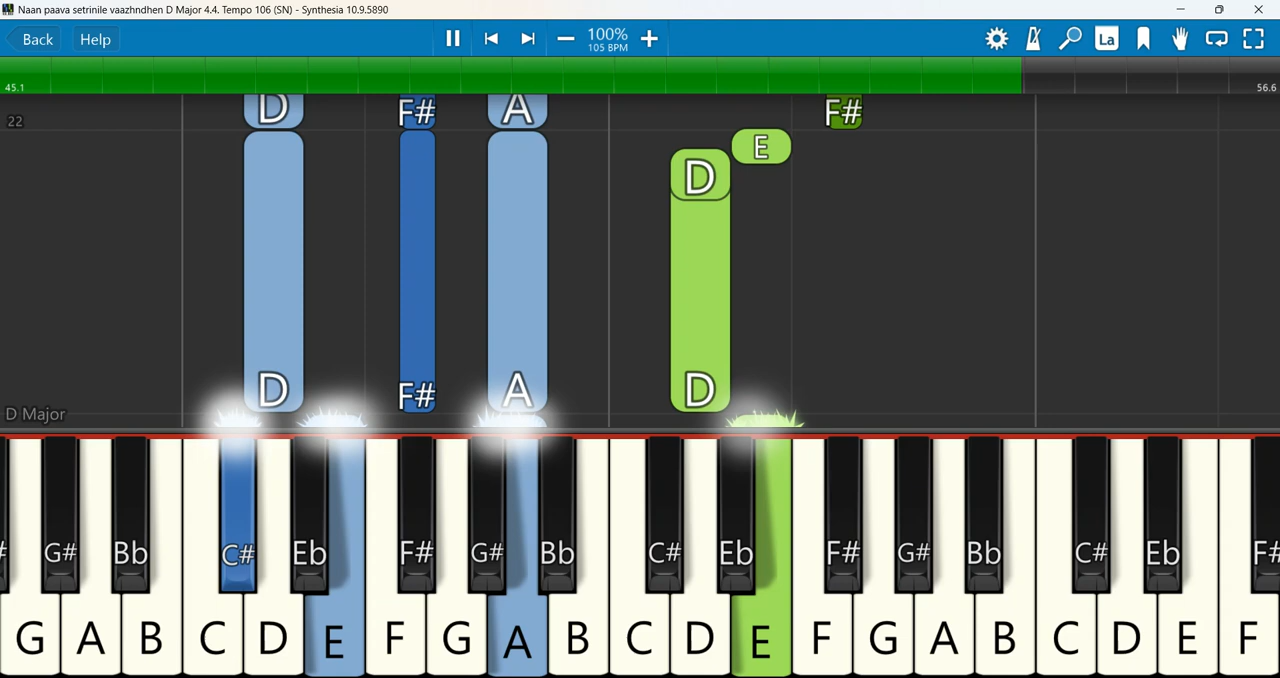 Naan paava setrinile vaazhndhen D Major 4.4. Tempo 106 (SN) - Synthesia 10.9.5890
Back Help 100% La
105 BPM
45.1 56.6
D F# A F#
22
E
D
D F# A D
D Major
# G# Bb C# Eb F# G# Bb C# Eb F# G# Bb C# Eb F#
G A B C D E F G A B C D E F G A B C D E F